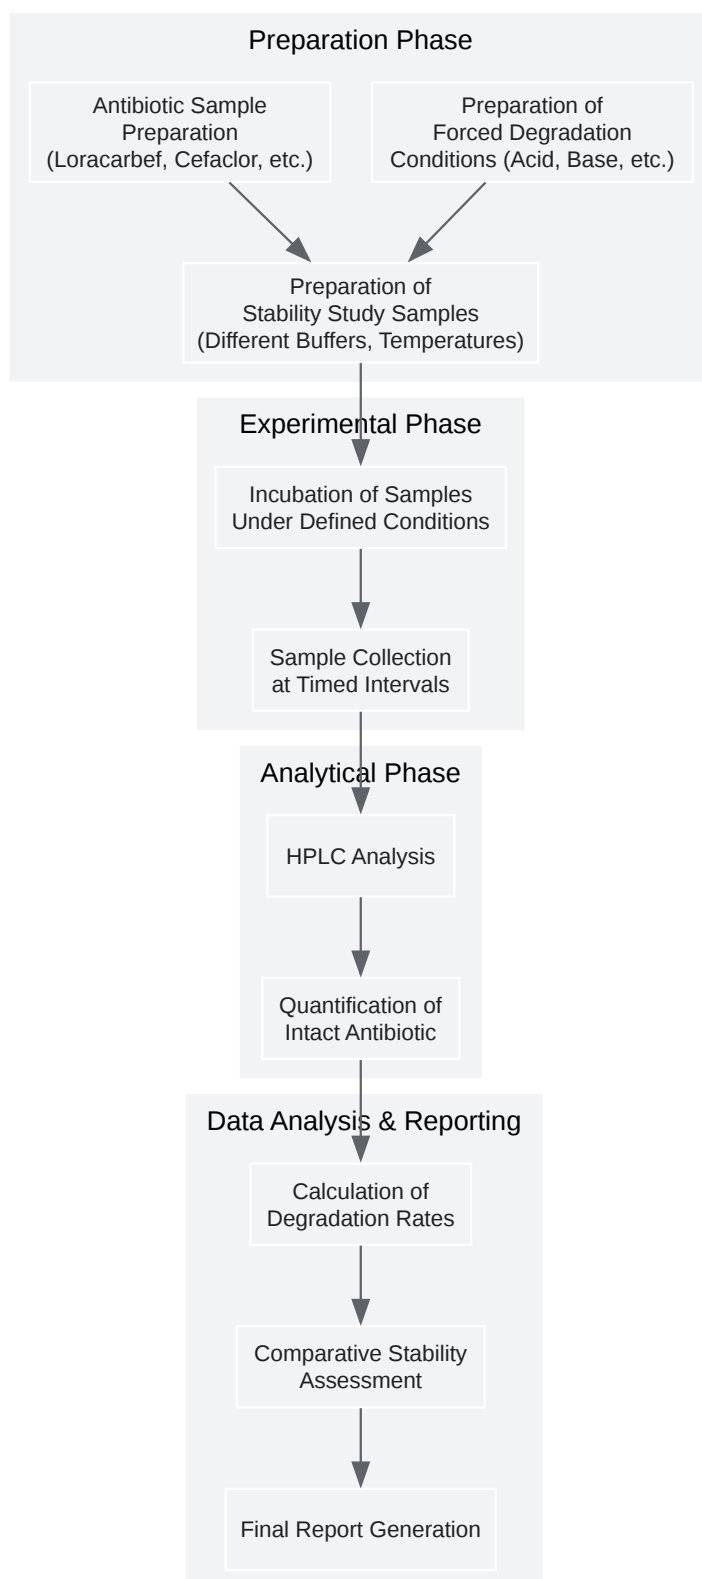 Preparation Phase
Antibiotic Sample
Preparation
(Loracarbef, Cefaclor, etc.)
Preparation of
Forced Degradation
Conditions (Acid, Base, etc.)
Preparation of
Stability Study Samples
(Different Buffers, Temperatures)
Experimental Phase
Incubation of Samples
Under Defined Conditions
Sample Collection
at Timed Intervals
Analytical Phase
HPLC Analysis
Quantification of
Intact Antibiotic
Data Analysis & Reporting
Calculation of
Degradation Rates
Comparative Stability
Assessment
Final Report Generation